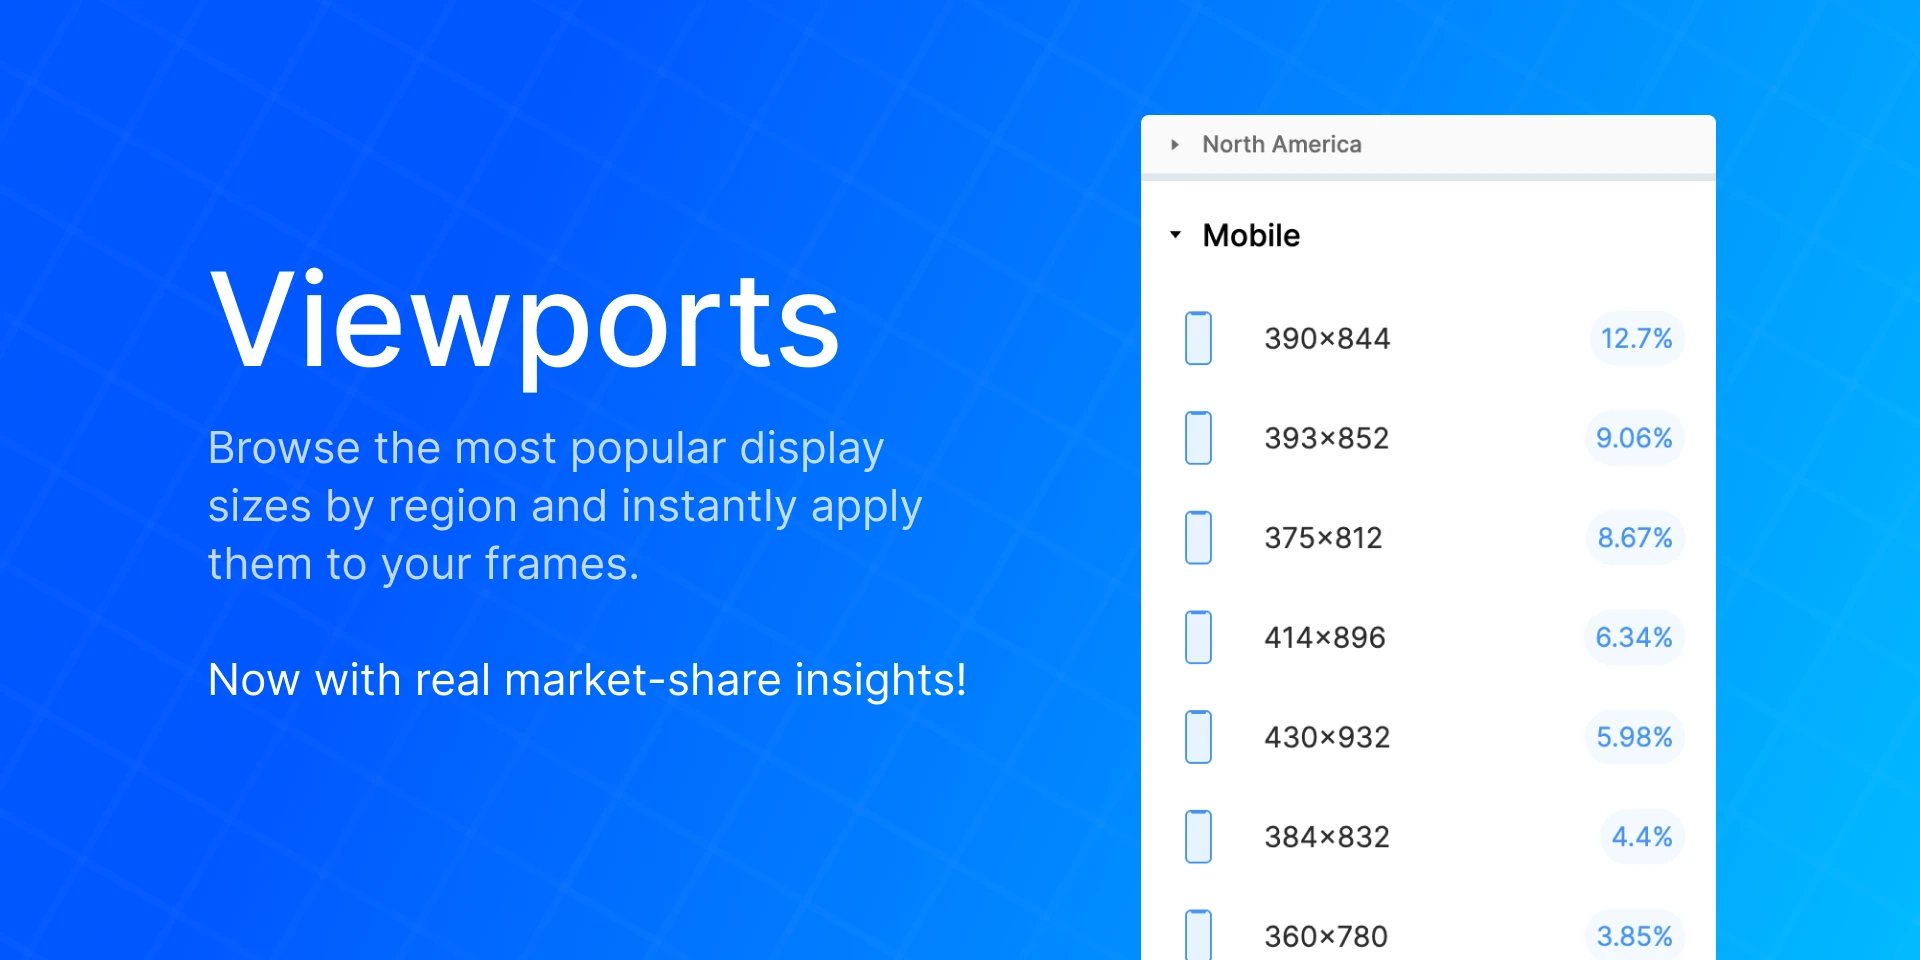 Viewports
Browse the most popular display
sizes by region and instantly apply
them to your frames.
Now with real market-share insights!
North America
Mobile
390×844 12.7%
393×852 9.06%
375×812 8.67%
414×896 6.34%
430×932 5.98%
384×832 4.4%
360×780 3.85%